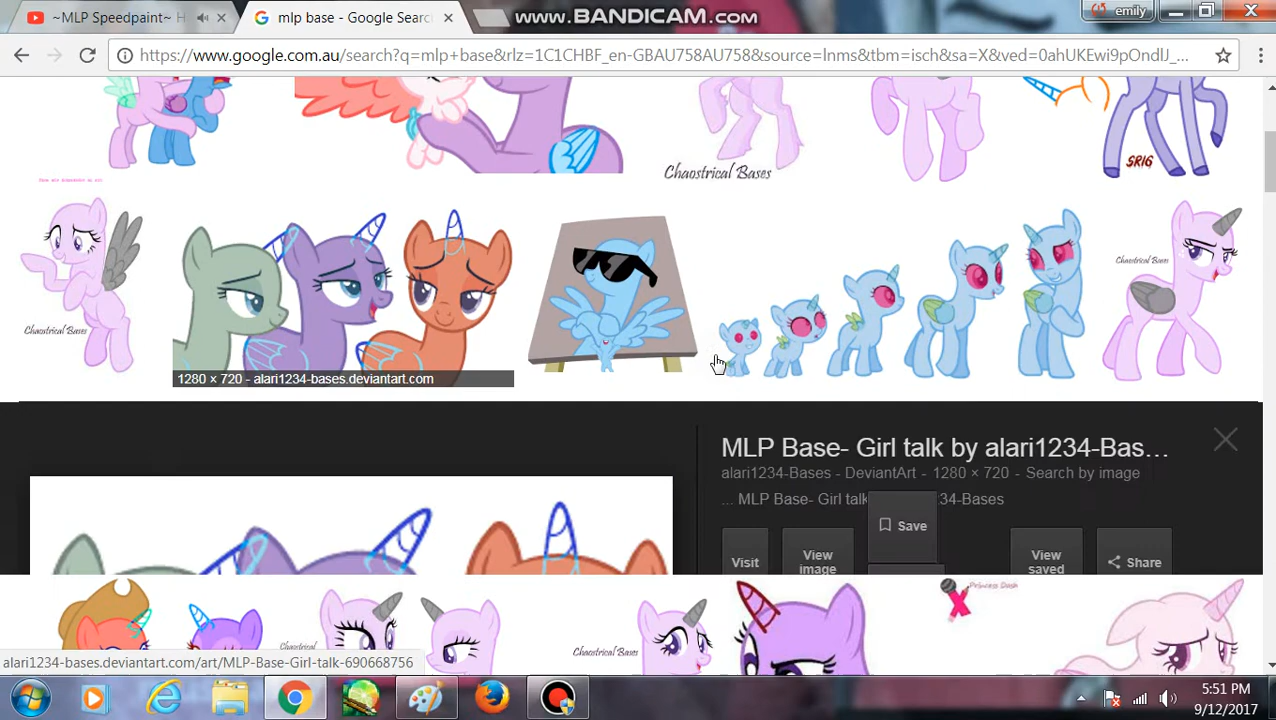 ~MLP Speedpaint~ H
mlp base - Google Search
www.BANDICAM.com
emily
https://www.google.com.au/search?q=mlp+base&rlz=1C1CHBF_en-GBAU758AU758&source=lnms&tbm=isch&sa=X&ved=0ahUKEwi9pOndU_...
Chaostrical Bases
SR16
Chaostrical Bases
Chaostrical Bases
1280 × 720 - alari1234-bases.deviantart.com
MLP Base- Girl talk by alari1234-Bas...
alari1234-Bases - DeviantArt - 1280 × 720 - Search by image
... MLP Base- Girl talk 34-Bases
Save
Visit
View image
View saved
Share
Princess Dash
Chaostrical Bases
alari1234-bases.deviantart.com/art/MLP-Base-Girl-talk-690668756
5:51 PM
9/12/2017